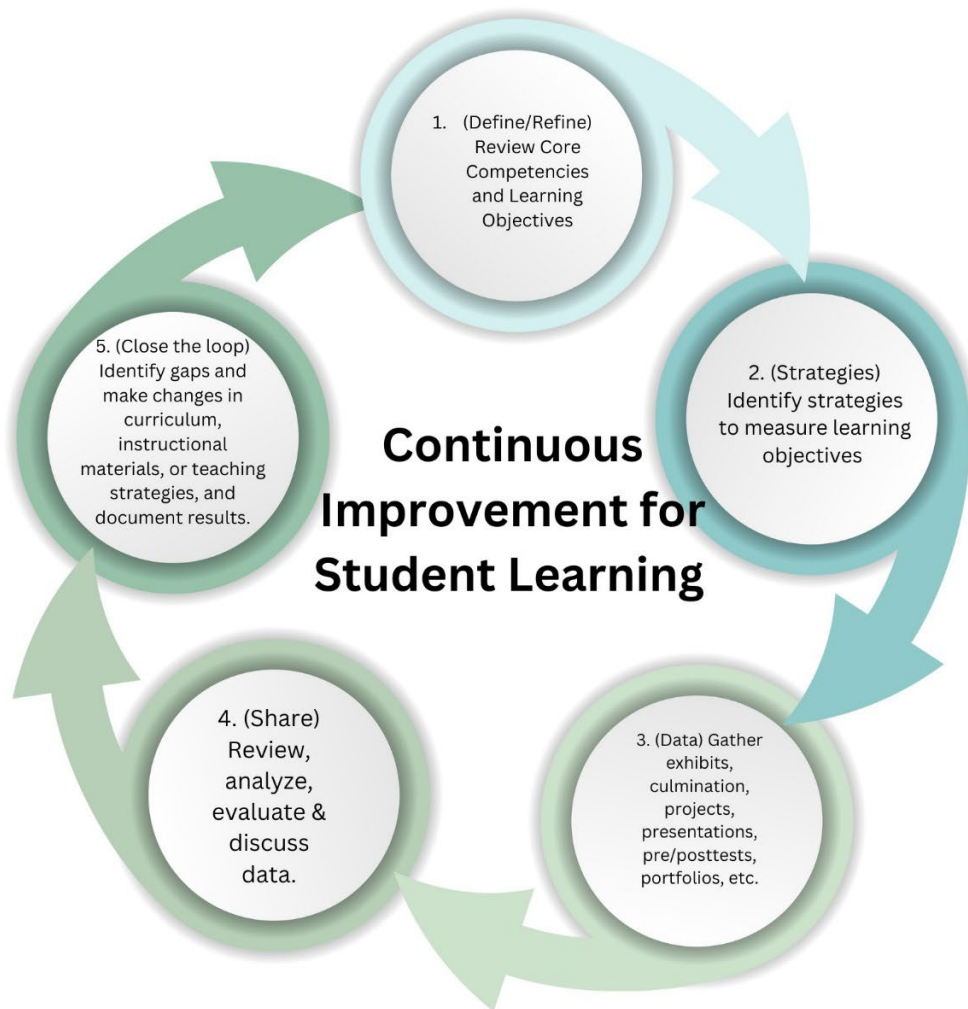 1. (Define/Refine)
Review Core
Competencies
and Learning
Objectives
2. (Strategies)
Identify strategies
to measure learning
objectives
3. (Data) Gather
exhibits,
culmination,
projects,
presentations,
pre/posttests,
portfolios, etc.
4. (Share)
Review,
analyze,
evaluate &
discuss
data.
5. (Close the loop)
Identify gaps and
make changes in
curriculum,
instructional
materials, or teaching
strategies, and
document results.
Continuous
Improvement for
Student Learning